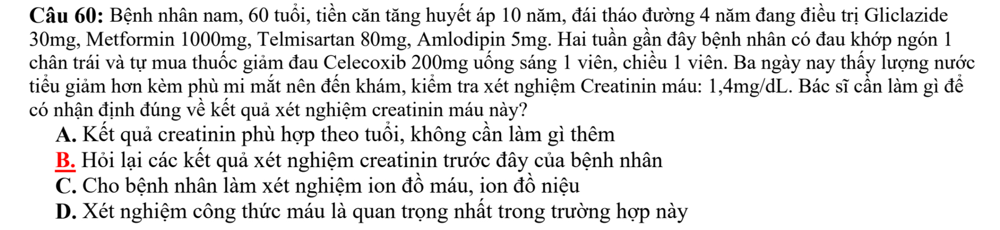 Câu 60: Bệnh nhân nam, 60 tuổi, tiền căn tăng huyết áp 10 năm, đái tháo đường 4 năm đang điều trị Gliclazide
30mg, Metformin 1000mg, Telmisartan 80mg, Amlodipin 5mg. Hai tuần gần đây bệnh nhân có đau khớp ngón 1
chân trái và tự mua thuốc giảm đau Celecoxib 200mg uống sáng 1 viên, chiều 1 viên. Ba ngày nay thấy lượng nước
tiểu giảm hơn kèm phù mi mắt nên đến khám, kiểm tra xét nghiệm Creatinin máu: 1,4mg/dL. Bác sĩ cần làm gì để
có nhận định đúng về kết quả xét nghiệm creatinin máu này?
A. Kết quả creatinin phù hợp theo tuổi, không cần làm gì thêm
B. Hỏi lại các kết quả xét nghiệm creatinin trước đây của bệnh nhân
C. Cho bệnh nhân làm xét nghiệm ion đồ máu, ion đồ niệu
D. Xét nghiệm công thức máu là quan trọng nhất trong trường hợp này